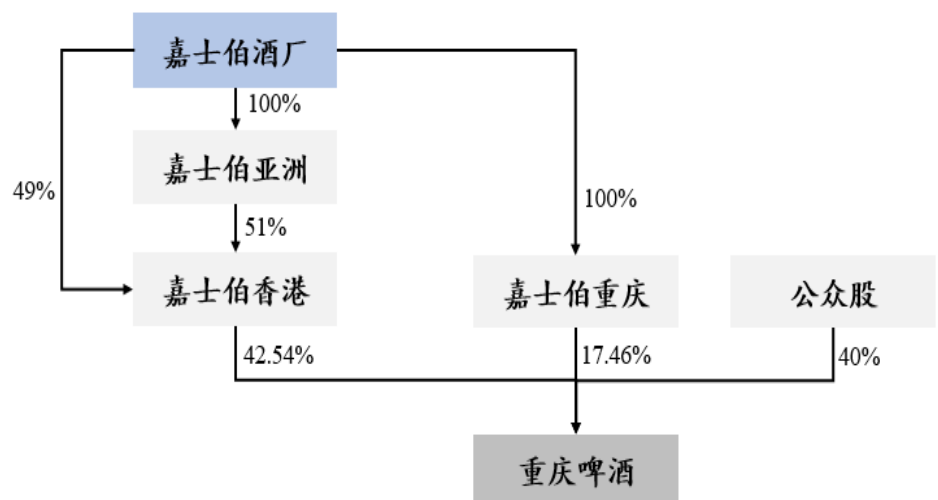 嘉士伯酒厂
100%
嘉士伯亚洲
49%
51%
100%
嘉士伯香港
嘉士伯重庆
公众股
42.54%
17.46%
40%
重庆啤酒